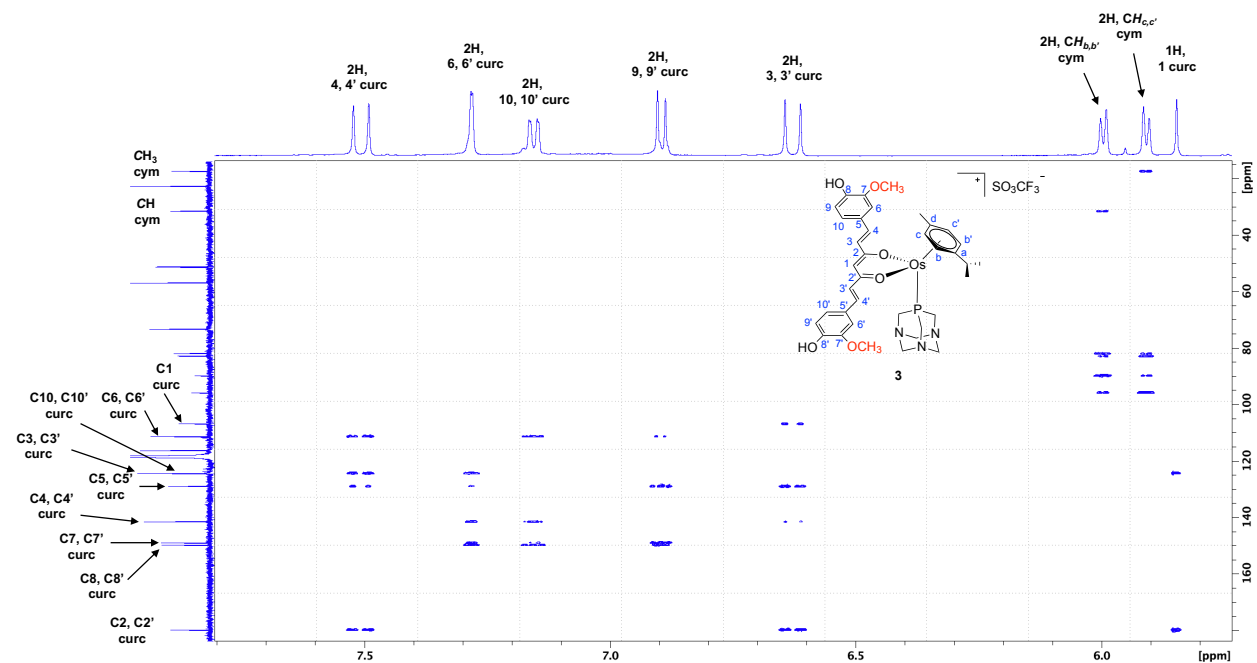 2H,
4, 4' curc
2H,
6, 6' curc
2H,
10, 10' curc
2H,
9, 9' curc
2H,
3, 3' curc
2H, CHb,b'
cym
2H, CHc,c'
cym
1H,
1 curc
CH3
cym
CH
cym
C1
curc
C10, C10'
curc
C6, C6'
curc
C3, C3'
curc
C5, C5'
curc
C4, C4'
curc
C7, C7'
curc
C8, C8'
curc
C2, C2'
curc
HO
8
7
OCH3
9
6
10
5
4
3
2
O
1
2'
O
3'
4'
10'
5'
9'
6'
HO
8'
7'
OCH3
Os
d
c'
c
b'
b
a
P
N
N
N
+
SO3CF3−
3
[ppm]
40
60
80
100
120
140
160
7.5
7.0
6.5
6.0
[ppm]